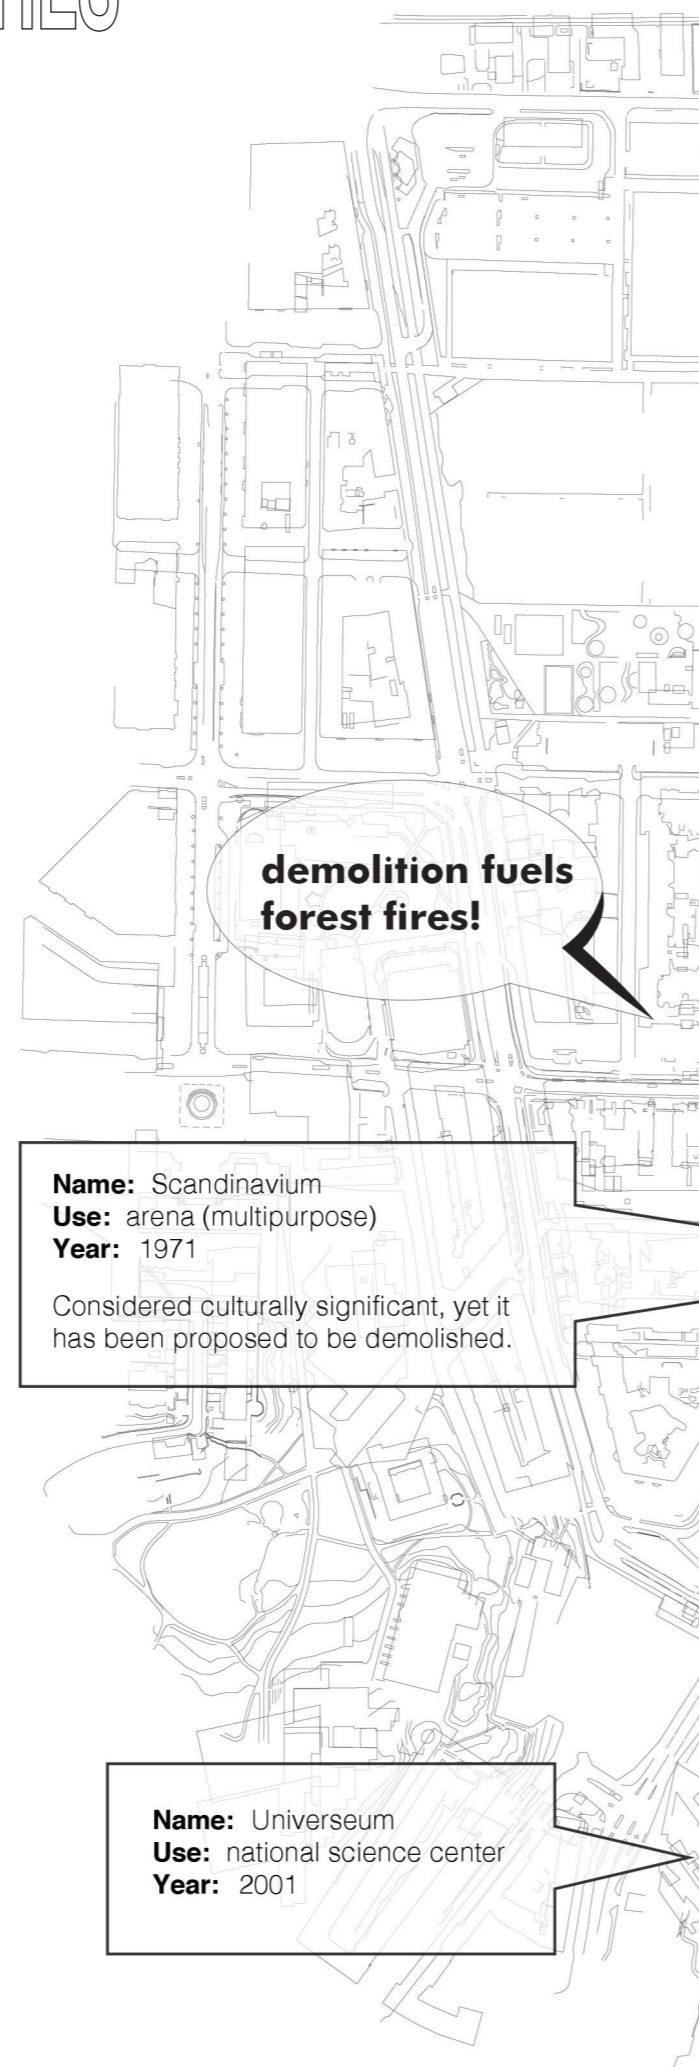 demolition fuels
forest fires!
Name: Scandinavium
Use: arena (multipurpose)
Year: 1971
Considered culturally significant, yet it
has been proposed to be demolished.
Name: Universeum
Use: national science center
Year: 2001